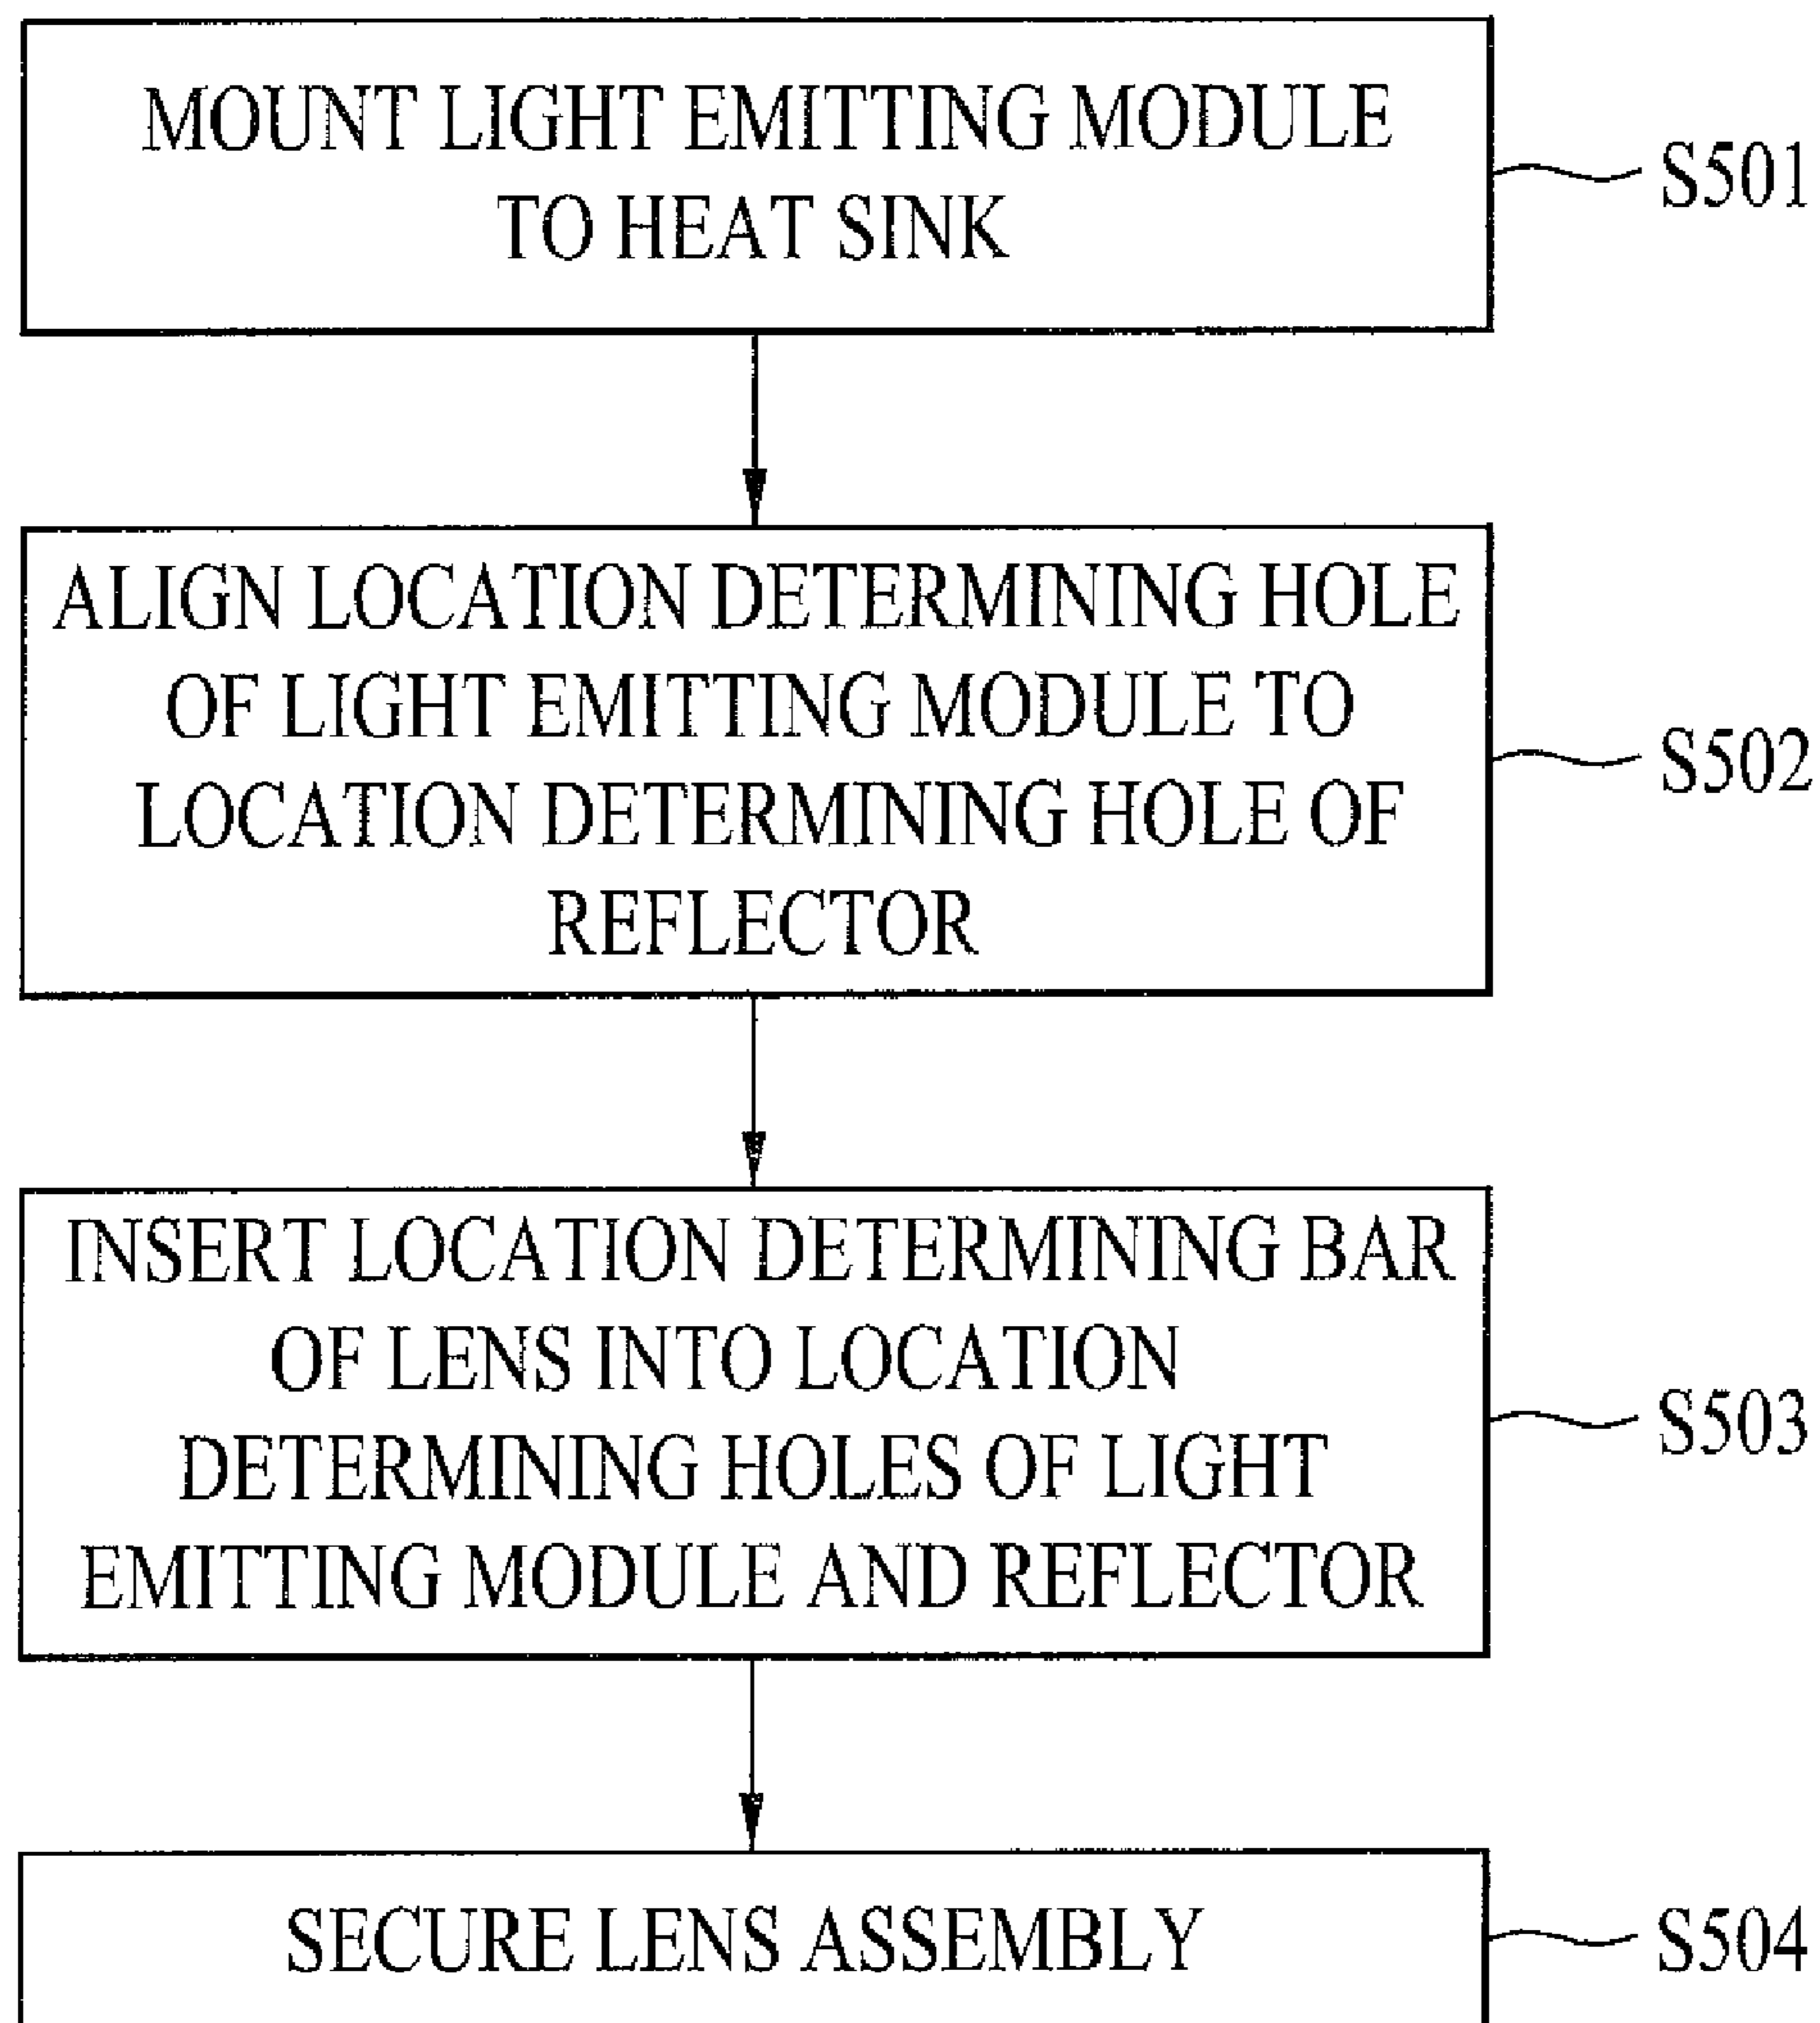 MOUNT LIGHT EMITTING MODULE
TO HEAT SINK
S501
ALIGN LOCATION DETERMINING HOLE
OF LIGHT EMITTING MODULE TO
LOCATION DETERMINING HOLE OF
REFLECTOR
S502
INSERT LOCATION DETERMINING BAR
OF LENS INTO LOCATION
DETERMINING HOLES OF LIGHT
EMITTING MODULE AND REFLECTOR
S503
SECURE LENS ASSEMBLY
S504